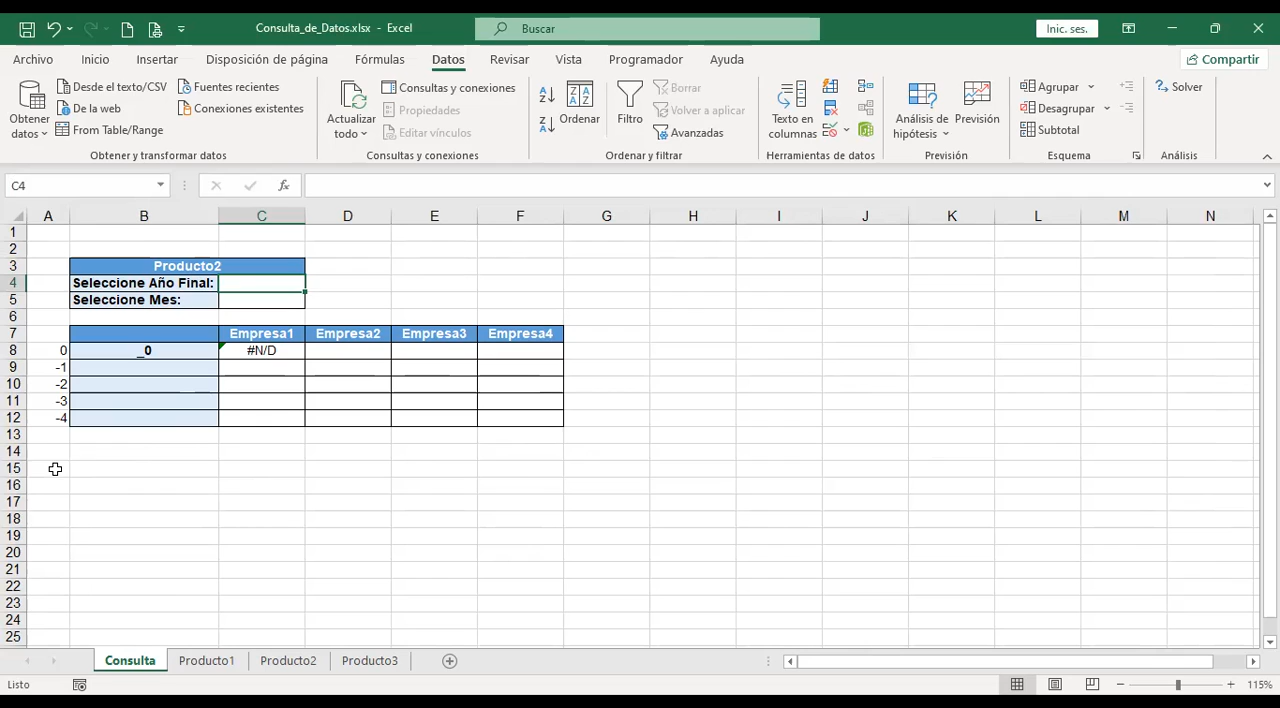 Consulta_de_Datos.xlsx - Excel
Buscar
Inic. ses.
Archivo Inicio Insertar Disposición de página Fórmulas Datos Revisar Vista Programador Ayuda
Compartir
Obtener datos
Desde el texto/CSV
De la web
From Table/Range
Fuentes recientes
Conexiones existentes
Obtener y transformar datos
Actualizar todo
Consultas y conexiones
Propiedades
Editar vínculos
Consultas y conexiones
Ordenar
Filtro
Borrar
Volver a aplicar
Avanzadas
Ordenar y filtrar
Texto en columnas
Herramientas de datos
Análisis de hipótesis
Previsión
Previsión
Agrupar
Desagrupar
Subtotal
Esquema
Solver
Análisis
C4
fx
A B C D E F G H I J K L M N
1
2
3 Producto2
4 Seleccione Año Final:
5 Seleccione Mes:
6
7 Empresa1 Empresa2 Empresa3 Empresa4
8 0 _0 #N/D
9 -1
10 -2
11 -3
12 -4
13
14
15
16
17
18
19
20
21
22
23
24
25
Consulta Producto1 Producto2 Producto3
Listo
115%